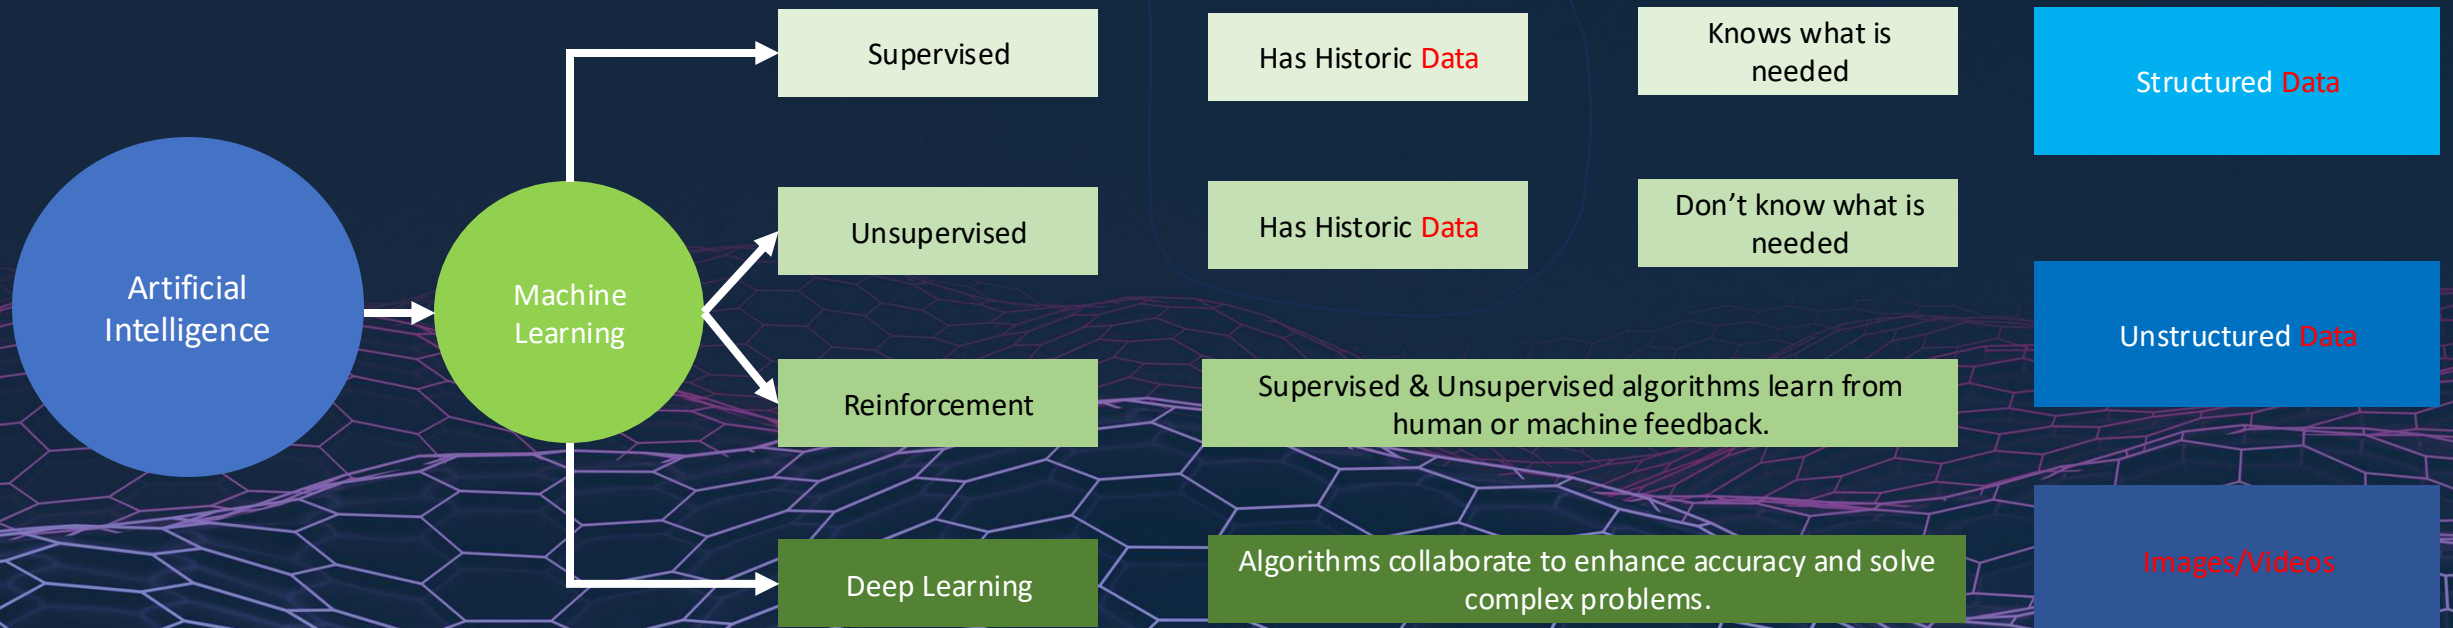 Artificial
Intelligence
Machine
Learning
Supervised
Has Historic Data
Knows what is
needed
Structured Data
Unsupervised
Has Historic Data
Don’t know what is
needed
Unstructured Data
Reinforcement
Supervised & Unsupervised algorithms learn from
human or machine feedback.
Deep Learning
Algorithms collaborate to enhance accuracy and solve
complex problems.
Images/Videos